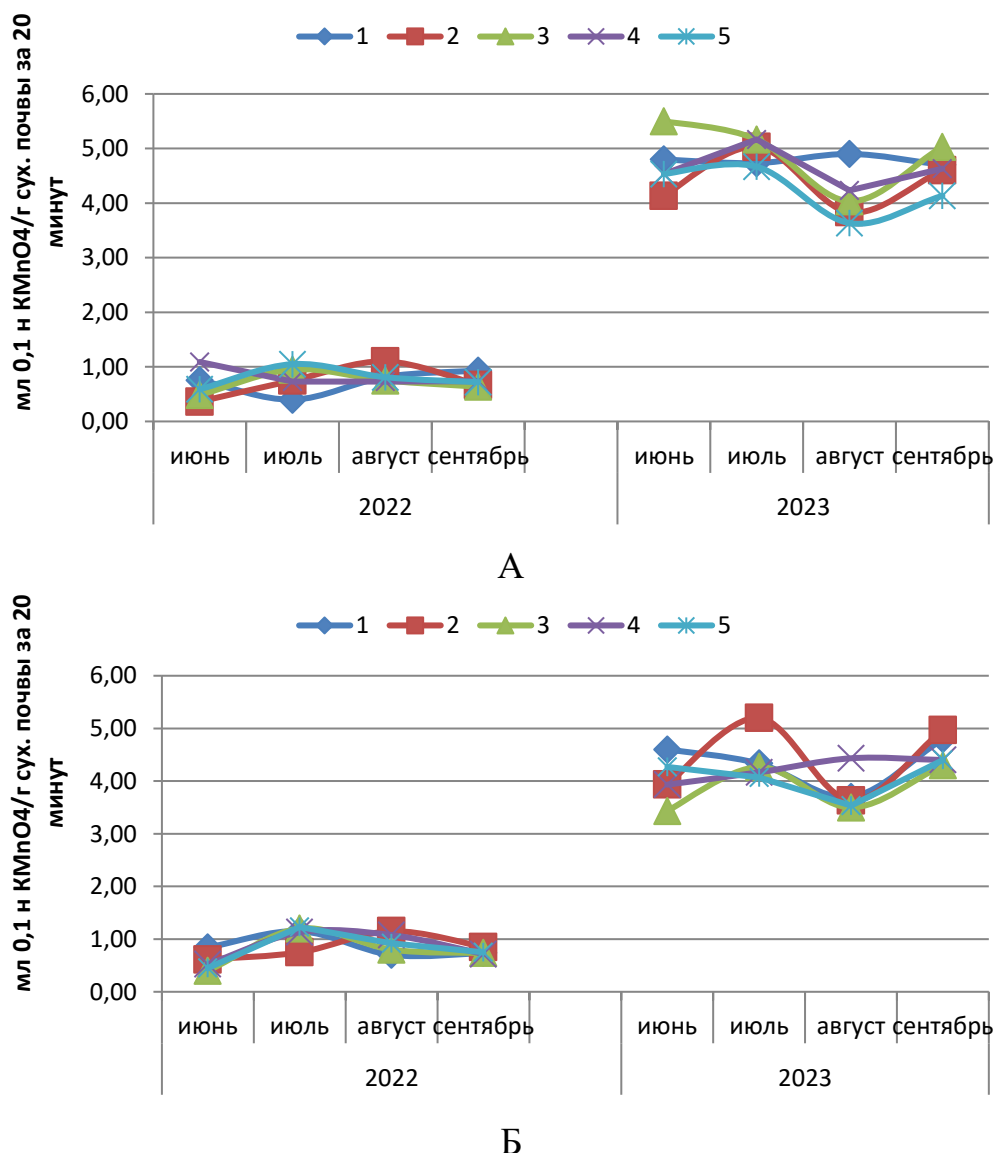 1 2 3 4 5
мл 0,1 н KMnO4/г сух. почвы за 20
минут
6,00
5,00
4,00
3,00
2,00
1,00
0,00
июнь июль август сентябрь июнь июль август сентябрь
2022 2023
А
1 2 3 4 5
мл 0,1 н KMnO4/г сух. почвы за 20
минут
6,00
5,00
4,00
3,00
2,00
1,00
0,00
июнь июль август сентябрь июнь июль август сентябрь
2022 2023
Б